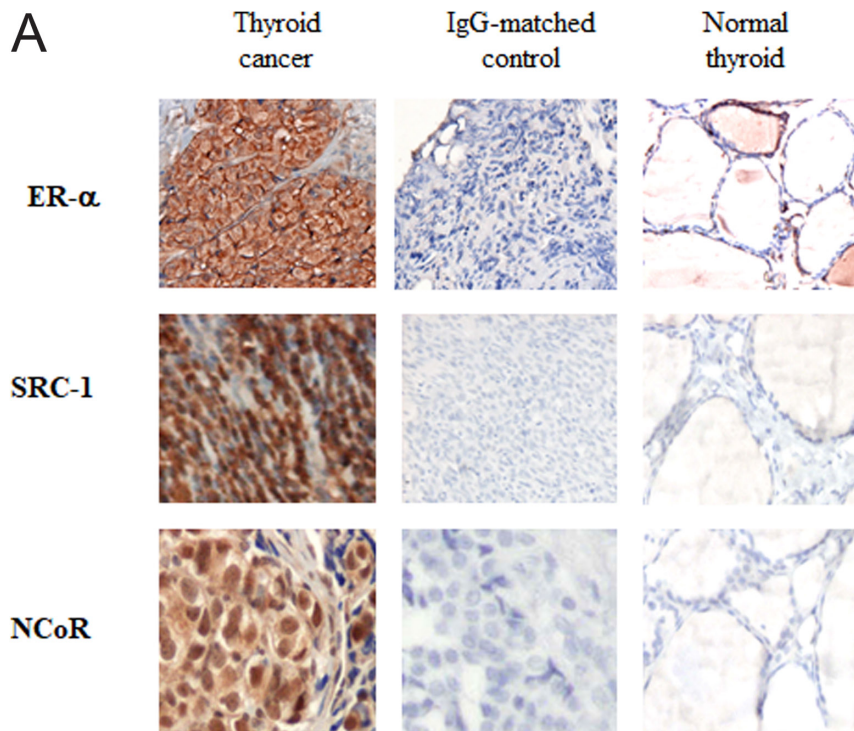 A
Thyroid
cancer
IgG-matched
control
Normal
thyroid
ER-α
SRC-1
NCoR